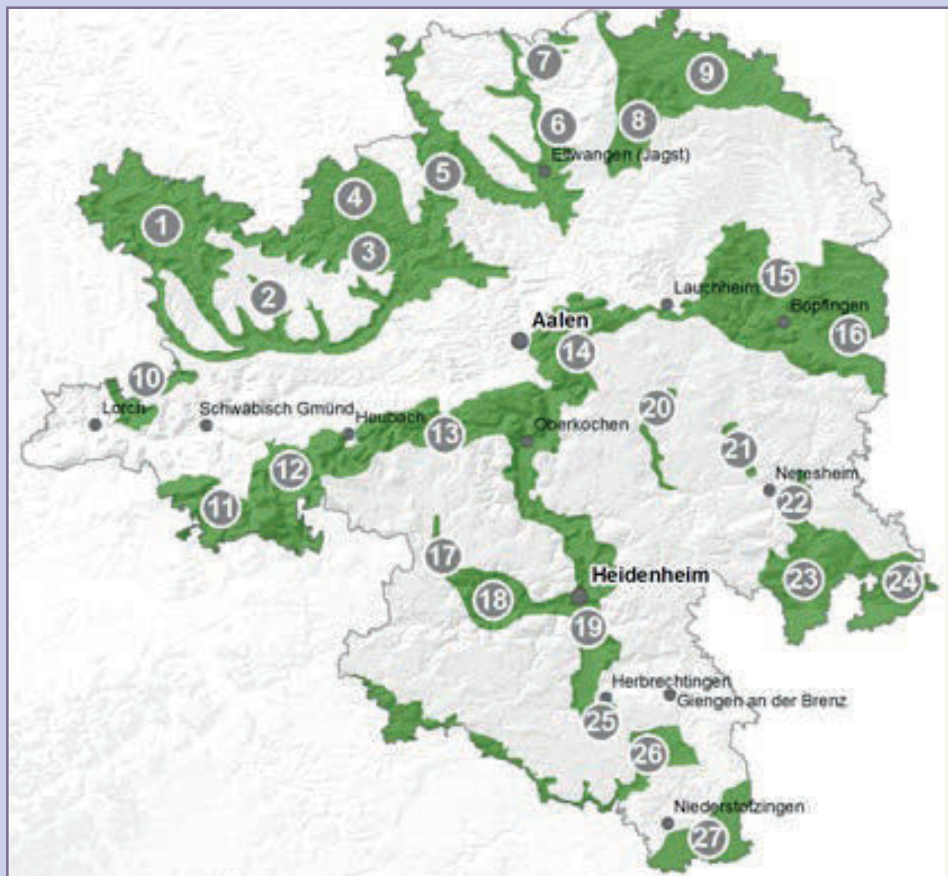 7
9
6
8
Ellwangen (Jagst)
5
4
1
3
2
15
Lauchheim
Bopfingen
16
Aalen
14
10
Lorch
Schwäbisch Gmünd
Heubach
13
Oberkochen
20
21
12
Neresheim
11
22
17
Heidenheim
23
24
18
19
Herbrechtingen
Giengen an der Brenz
25
26
Niederstotzingen
27